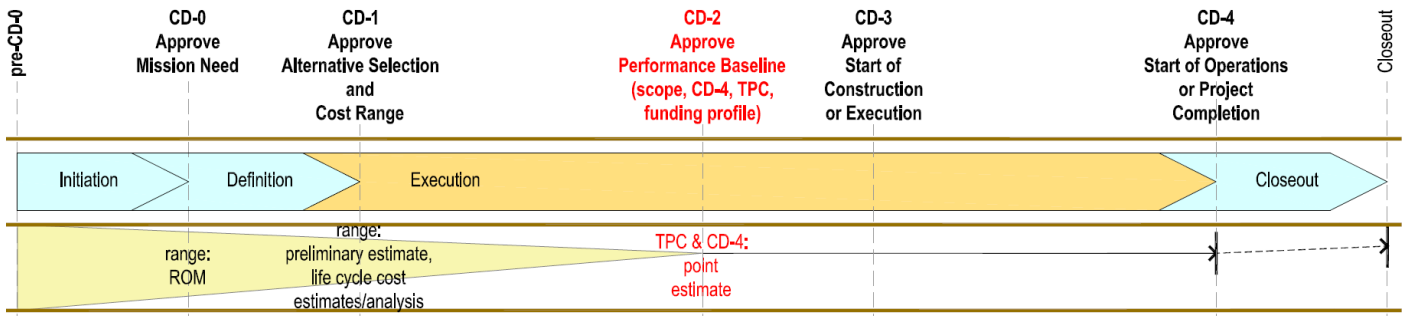 pre-CD-0
CD-0
Approve
Mission Need
CD-1
Approve
Alternative Selection
and
Cost Range
CD-2
Approve
Performance Baseline
(scope, CD-4, TPC,
funding profile)
CD-3
Approve
Start of
Construction
or Execution
CD-4
Approve
Start of Operations
or Project
Completion
Closeout
Initiation
Definition
Execution
Closeout
range:
ROM
range:
preliminary estimate,
life cycle cost
estimates/analysis
TPC & CD-4:
point
estimate